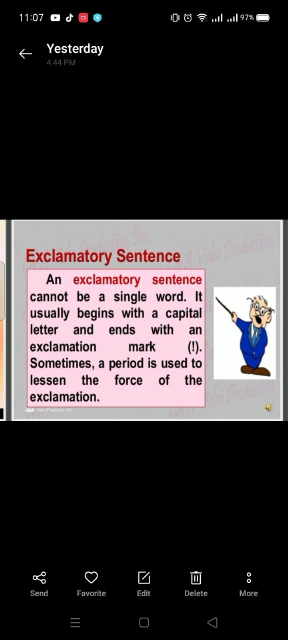 11:07
97%
Yesterday
4:44 PM
Exclamatory Sentence
An exclamatory sentence
cannot be a single word. It
usually begins with a capital
letter and ends with an
exclamation mark (!).
Sometimes, a period is used to
lessen the force of the
exclamation.
Send
Favorite
Edit
Delete
More